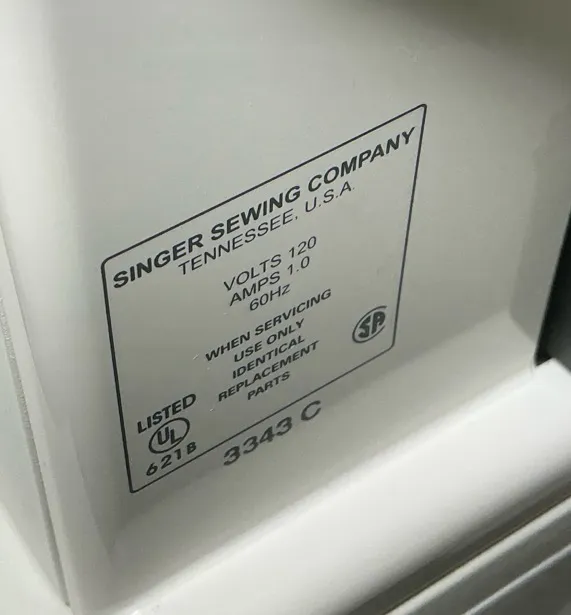 SINGER SEWING COMPANY
TENNESSEE, U.S.A.
VOLTS 120
AMPS 1.0
60Hz
WHEN SERVICING
USE ONLY
IDENTICAL
REPLACEMENT
PARTS
LISTED
UL
621B
SA
3343 C